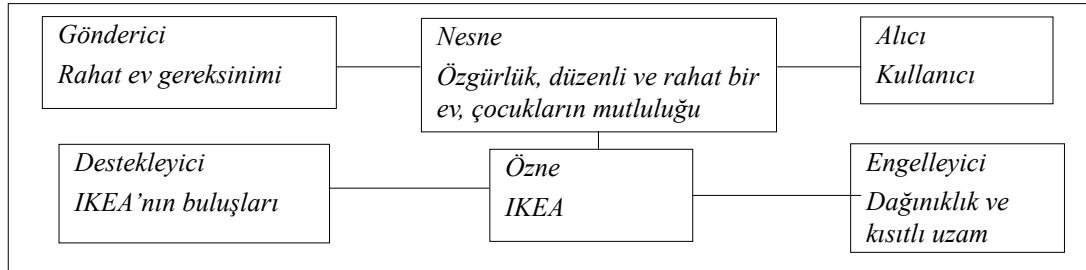 Gönderici
Rahat ev gereksinimi
Nesne
Özgürlük, düzenli ve rahat bir
ev, çocukların mutluluğu
Alıcı
Kullanıcı
Destekleyici
IKEA’nın buluşları
Özne
IKEA
Engelleyici
Dağınıklık ve
kısıtlı uzam